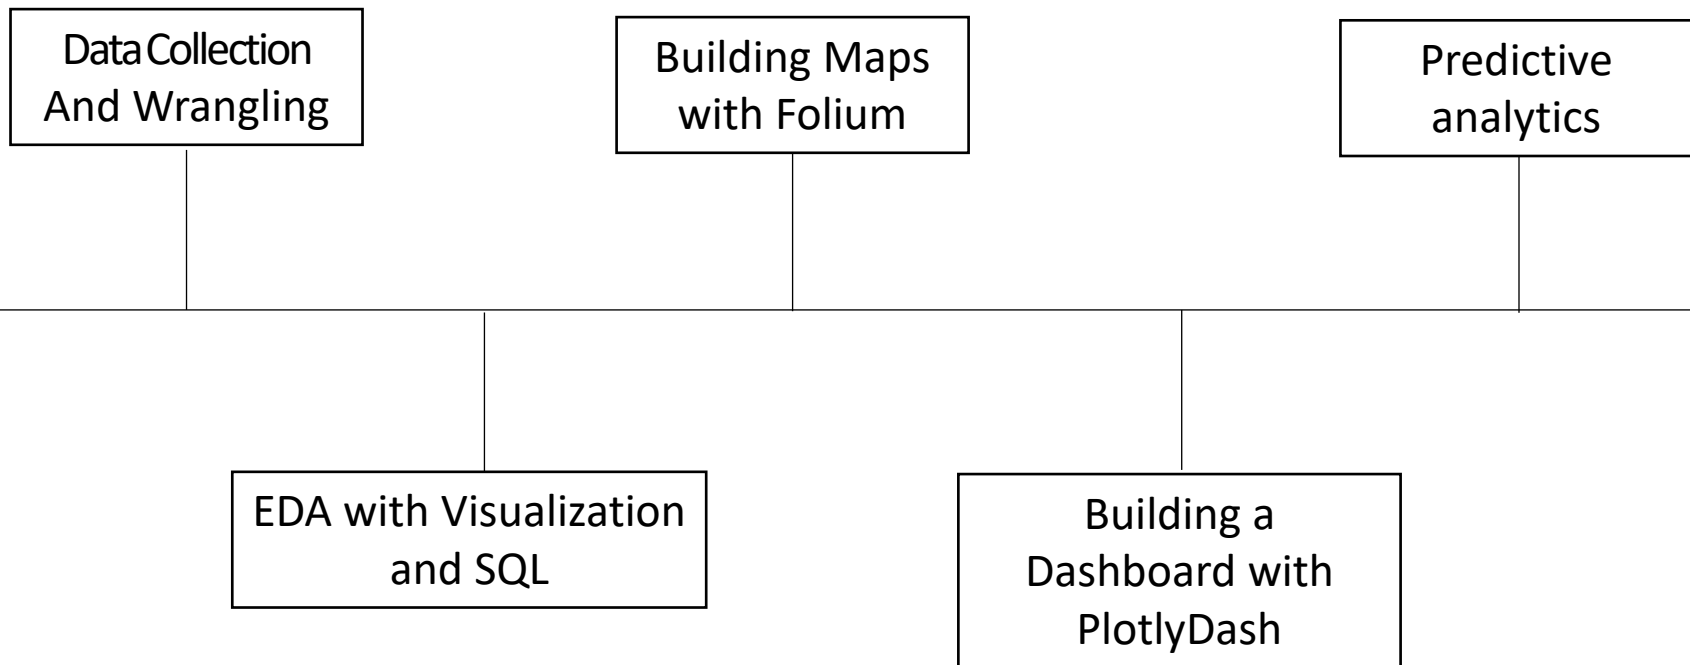 Data Collection
And Wrangling
Building Maps
with Folium
Predictive
analytics
EDA with Visualization
and SQL
Building a
Dashboard with
PlotlyDash